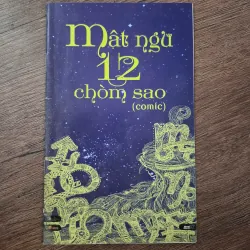 Mật ngữ
12
chòm sao
(comic)